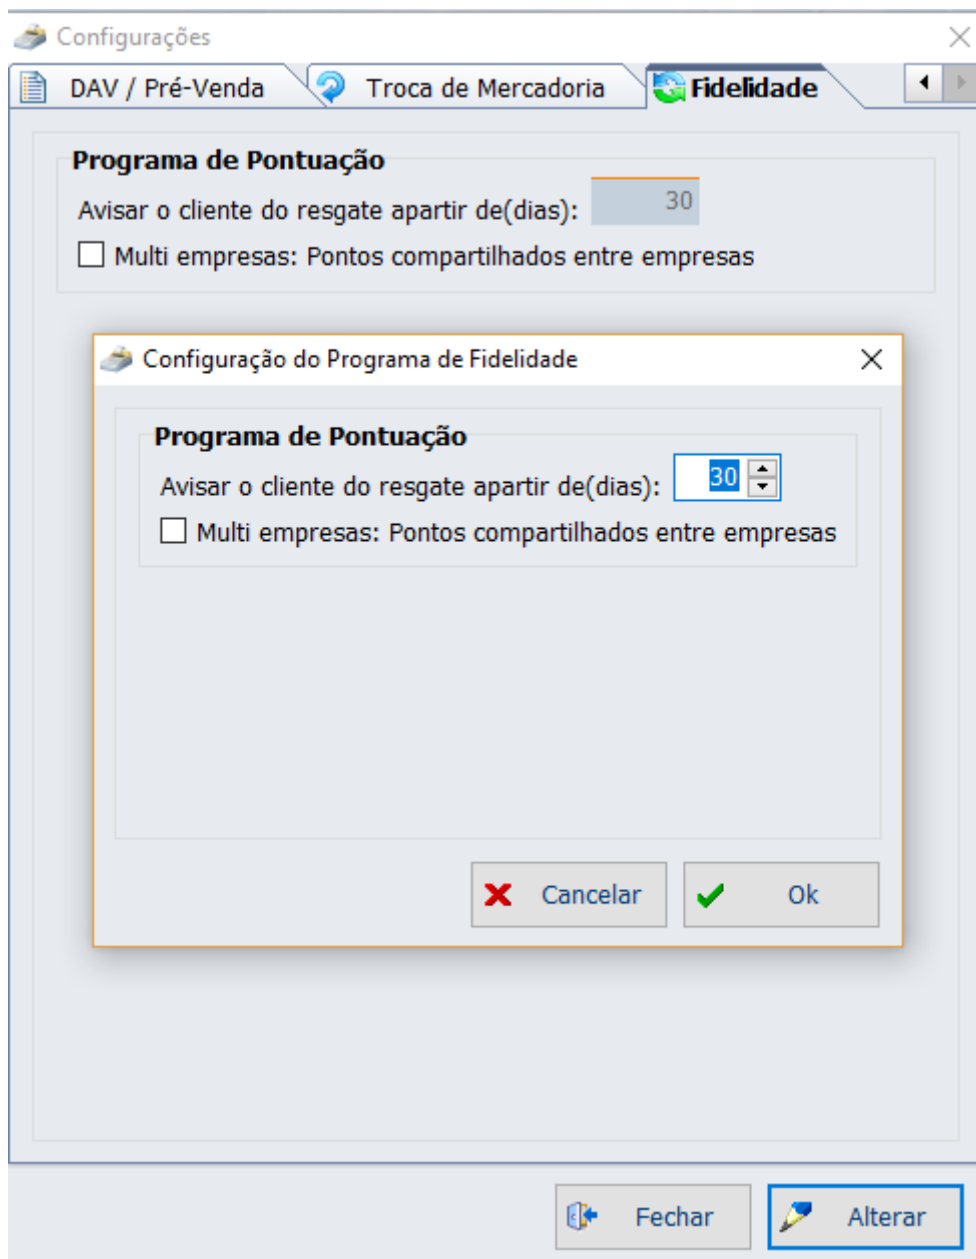 Configurações
DAV / Pré-Venda Troca de Mercadoria Fidelidade
Programa de Pontuação
Avisar o cliente do resgate apartir de(dias): 30
Multi empresas: Pontos compartilhados entre empresas
Configuração do Programa de Fidelidade
Programa de Pontuação
Avisar o cliente do resgate apartir de(dias): 30
Multi empresas: Pontos compartilhados entre empresas
Cancelar Ok
Fechar Alterar